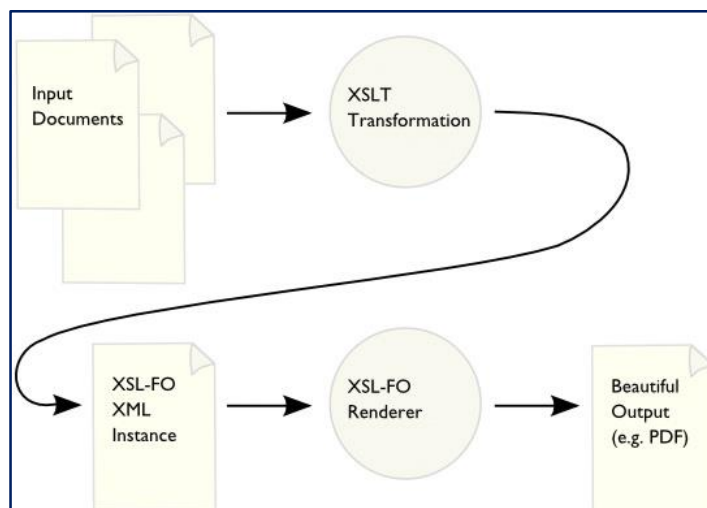 Input
Documents
XSLT
Transformation
XSL-FO
XML
Instance
XSL-FO
Renderer
Beautiful
Output
(e.g. PDF)